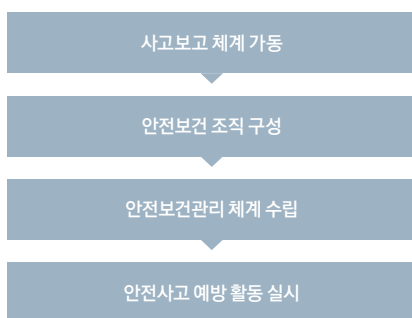 사고보고 체계 가동
안전보건 조직 구성
안전보건관리 체계 수립
안전사고 예방 활동 실시